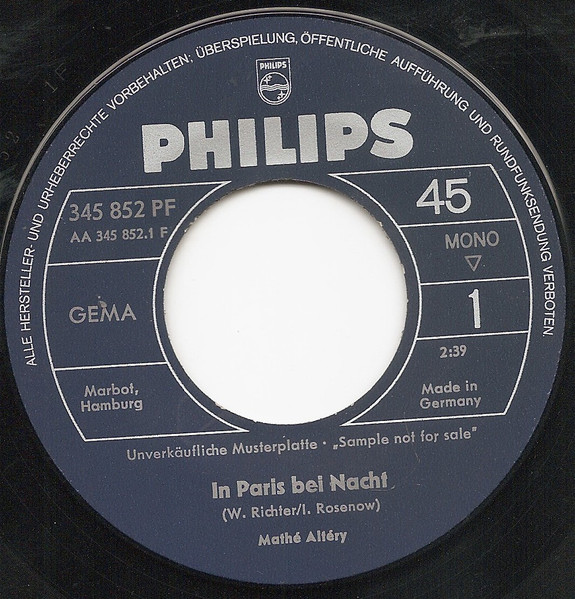 ALLE HERSTELLER- UND URHEBERRECHTE VORBEHALTEN; ÜBERSPIELUNG, ÖFFENTLICHE AUFFÜHRUNG UND RUNDFUNKSENDUNG VERBOTEN.
PHILIPS
PHILIPS
345 852 PF
AA 345 852.1 F
45
MONO
GEMA
1
2:39
Marbot,
Hamburg
Made in
Germany
Unverkäufliche Musterplatte · „Sample not for sale"
In Paris bei Nacht
(W. Richter/I. Rosenow)
Mathé Altéry